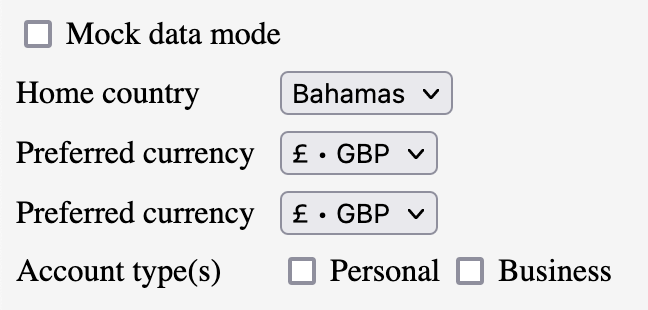 Mock data mode
Home country Bahamas
Preferred currency £ • GBP
Preferred currency £ • GBP
Account type(s) Personal Business